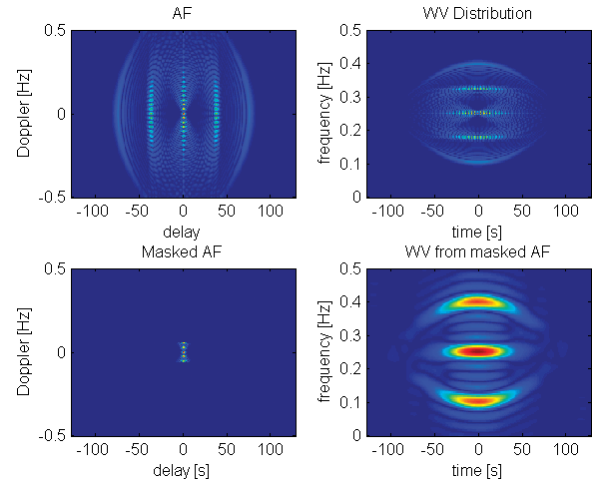 AF
WV Distribution
0.5
0
-0.5
Doppler [Hz]
-100 -50 0 50 100
delay
0.5
0.4
0.3
0.2
0.1
0
frequency [Hz]
-100 -50 0 50 100
time [s]
Masked AF
WV from masked AF
0.5
0
-0.5
Doppler [Hz]
-100 -50 0 50 100
delay [s]
0.5
0.4
0.3
0.2
0.1
0
frequency [Hz]
-100 -50 0 50 100
time [s]